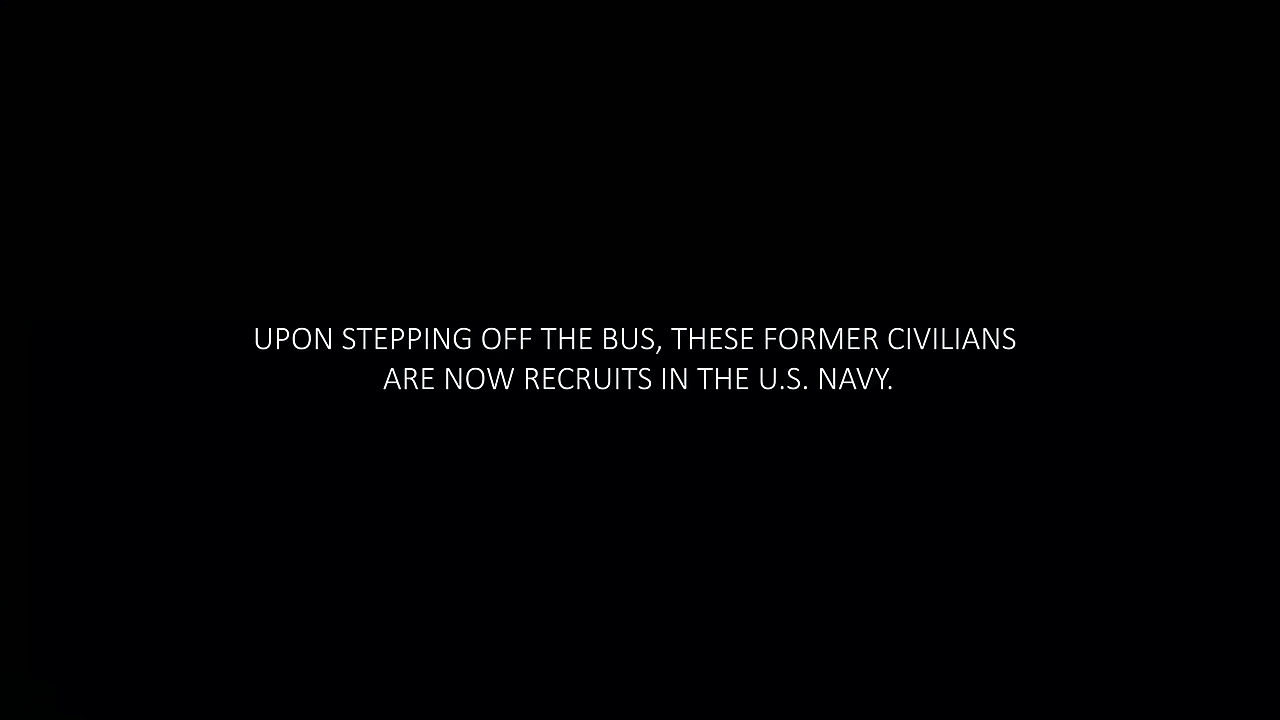 UPON STEPPING OFF THE BUS, THESE FORMER CIVILIANS
ARE NOW RECRUITS IN THE U.S. NAVY.